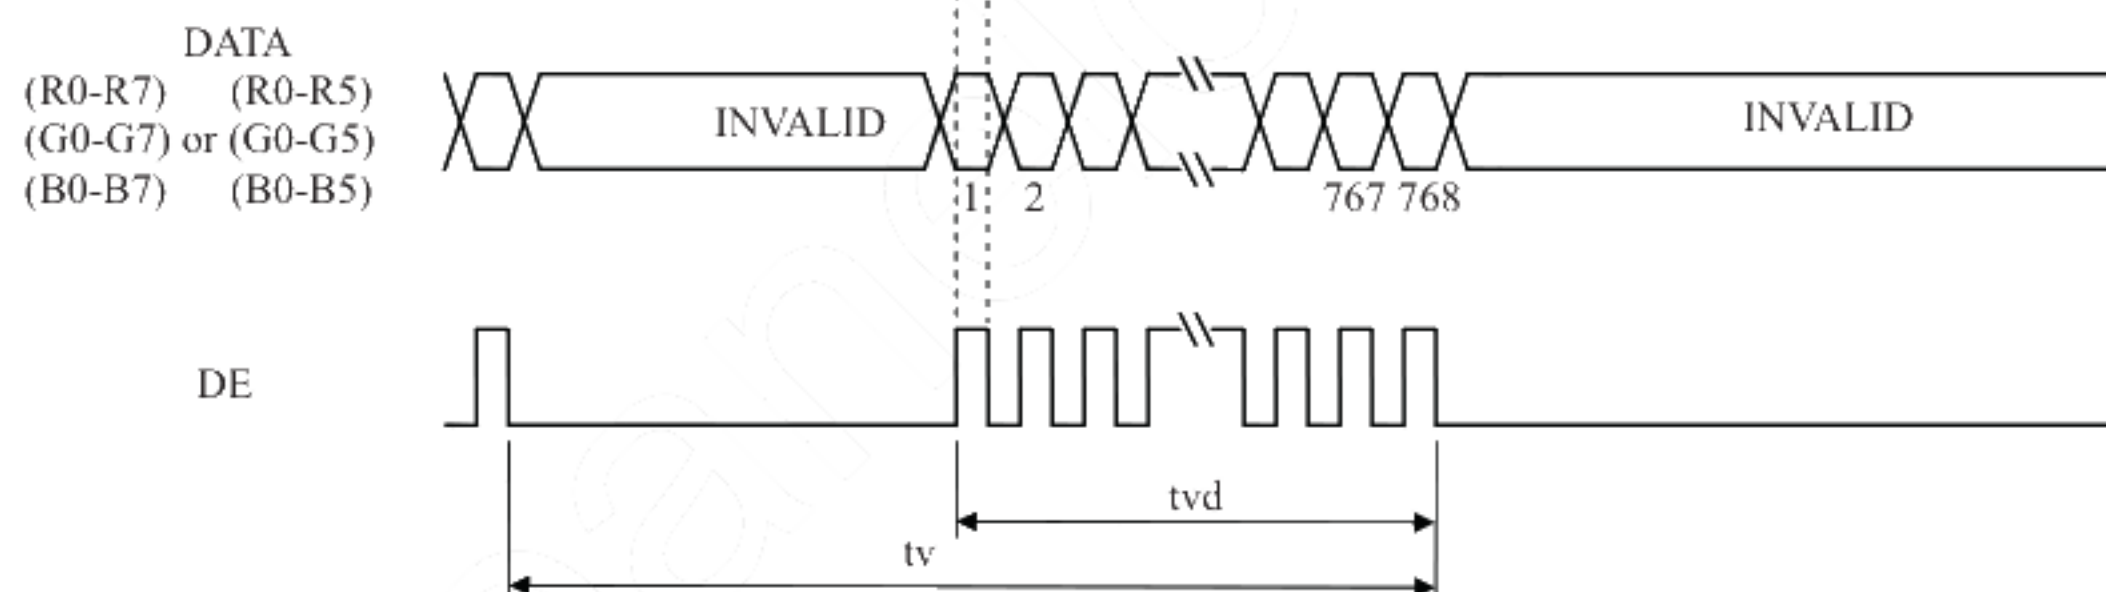 DATA
(R0-R7) (R0-R5)
(G0-G7) or (G0-G5)
(B0-B7) (B0-B5)
INVALID
INVALID
1 2 767 768
DE
tvd
tv